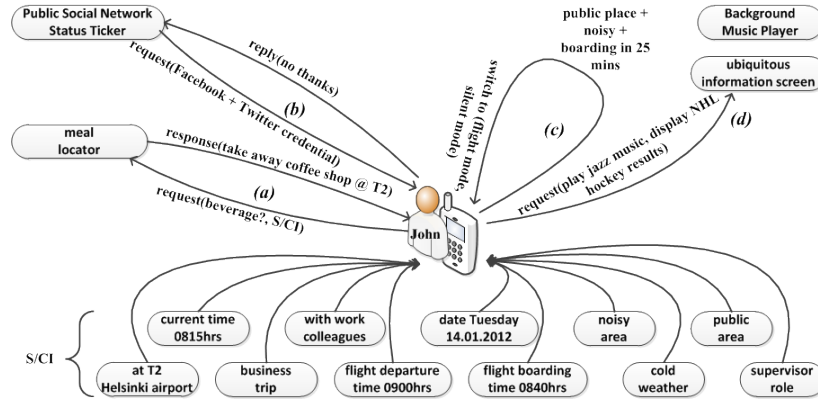 Public Social Network
Status Ticker
reply(no thanks)
request(Facebook + Twitter credential)
(b)
public place +
noisy +
boarding in 25
mins
switch to (flight mode,
silent mode)
(c)
Background
Music Player
ubiquitous
information screen
(d)
request(play jazz music, display NHL
hockey results)
meal
locator
response(take away coffee shop @ T2)
(a)
request(beverage?, S/CI)
John
S/CI
current time
0815hrs
with work
colleagues
date Tuesday
14.01.2012
noisy
area
public
area
at T2
Helsinki airport
business
trip
flight departure
time 0900hrs
flight boarding
time 0840hrs
cold
weather
supervisor
role